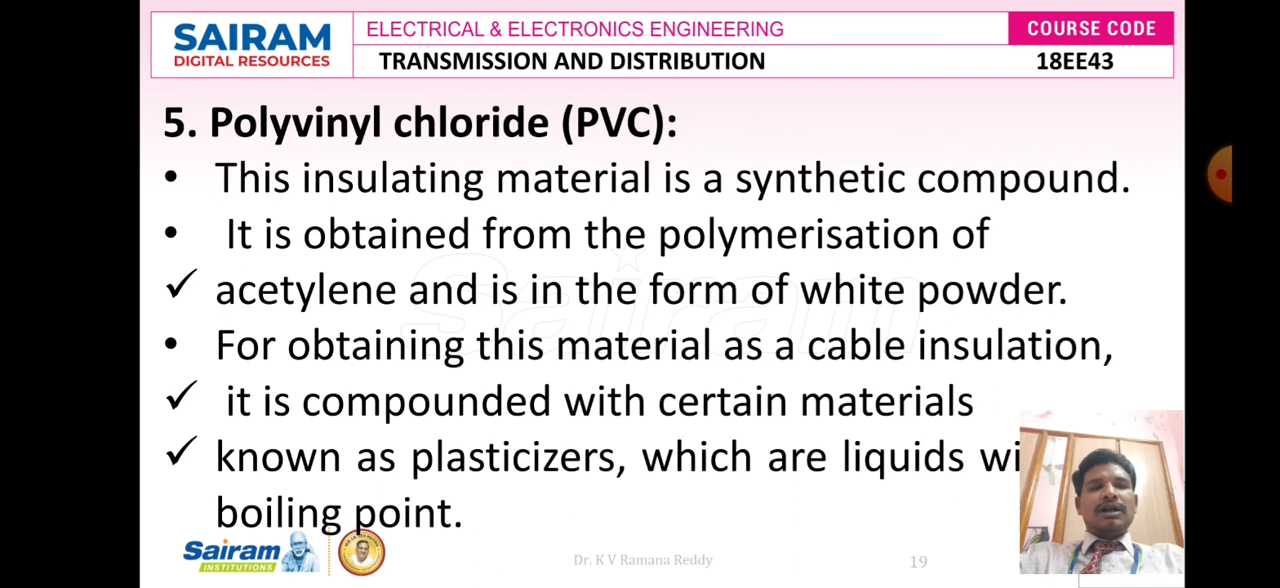 SAIRAM
DIGITAL RESOURCES
ELECTRICAL & ELECTRONICS ENGINEERING
COURSE CODE
TRANSMISSION AND DISTRIBUTION
18EE43
5. Polyvinyl chloride (PVC):
• This insulating material is a synthetic compound.
• It is obtained from the polymerisation of
✓ acetylene and is in the form of white powder.
• For obtaining this material as a cable insulation,
✓ it is compounded with certain materials
✓ known as plasticizers, which are liquids wi
boiling point.
Sairam
Sairam
INSTITUTIONS
Dr. K V Ramana Reddy
19